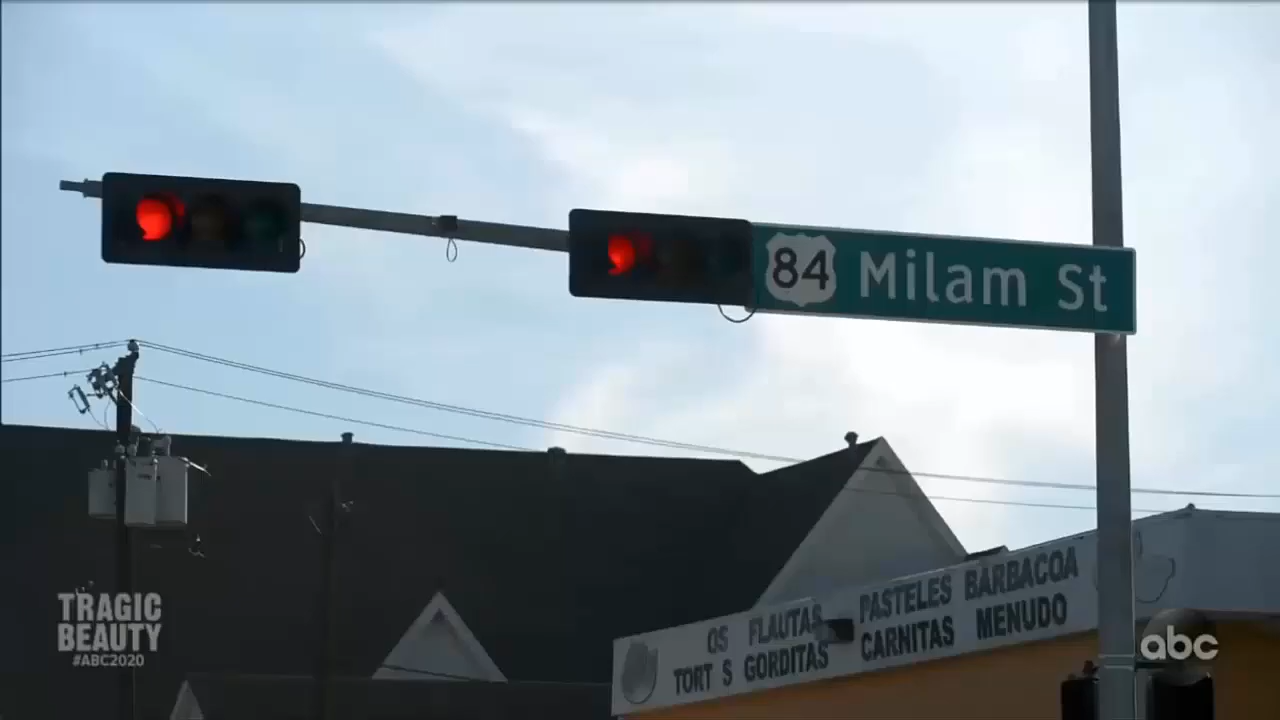 84 Milam St
OS FLAUTAS PASTELES BARBACOA
TORT S GORDITAS CARNITAS MENUDO
TRAGIC
BEAUTY
#ABC2020
abc